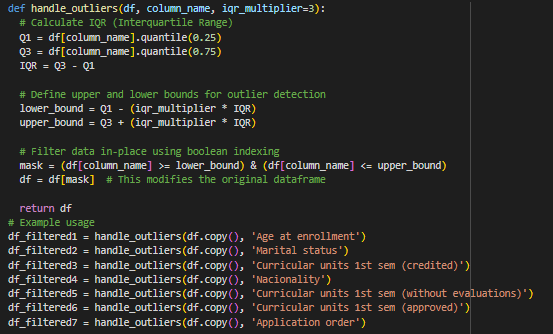 def handle_outliers(df, column_name, iqr_multiplier=3):
  # Calculate IQR (Interquartile Range)
  Q1 = df[column_name].quantile(0.25)
  Q3 = df[column_name].quantile(0.75)
  IQR = Q3 - Q1

  # Define upper and lower bounds for outlier detection
  lower_bound = Q1 - (iqr_multiplier * IQR)
  upper_bound = Q3 + (iqr_multiplier * IQR)

  # Filter data in-place using boolean indexing
  mask = (df[column_name] >= lower_bound) & (df[column_name] <= upper_bound)
  df = df[mask]  # This modifies the original dataframe

  return df
# Example usage
df_filtered1 = handle_outliers(df.copy(), 'Age at enrollment')
df_filtered2 = handle_outliers(df.copy(), 'Marital status')
df_filtered3 = handle_outliers(df.copy(), 'Curricular units 1st sem (credited)')
df_filtered4 = handle_outliers(df.copy(), 'Nacionality')
df_filtered5 = handle_outliers(df.copy(), 'Curricular units 1st sem (without evaluations)')
df_filtered6 = handle_outliers(df.copy(), 'Curricular units 1st sem (approved)')
df_filtered7 = handle_outliers(df.copy(), 'Application order')